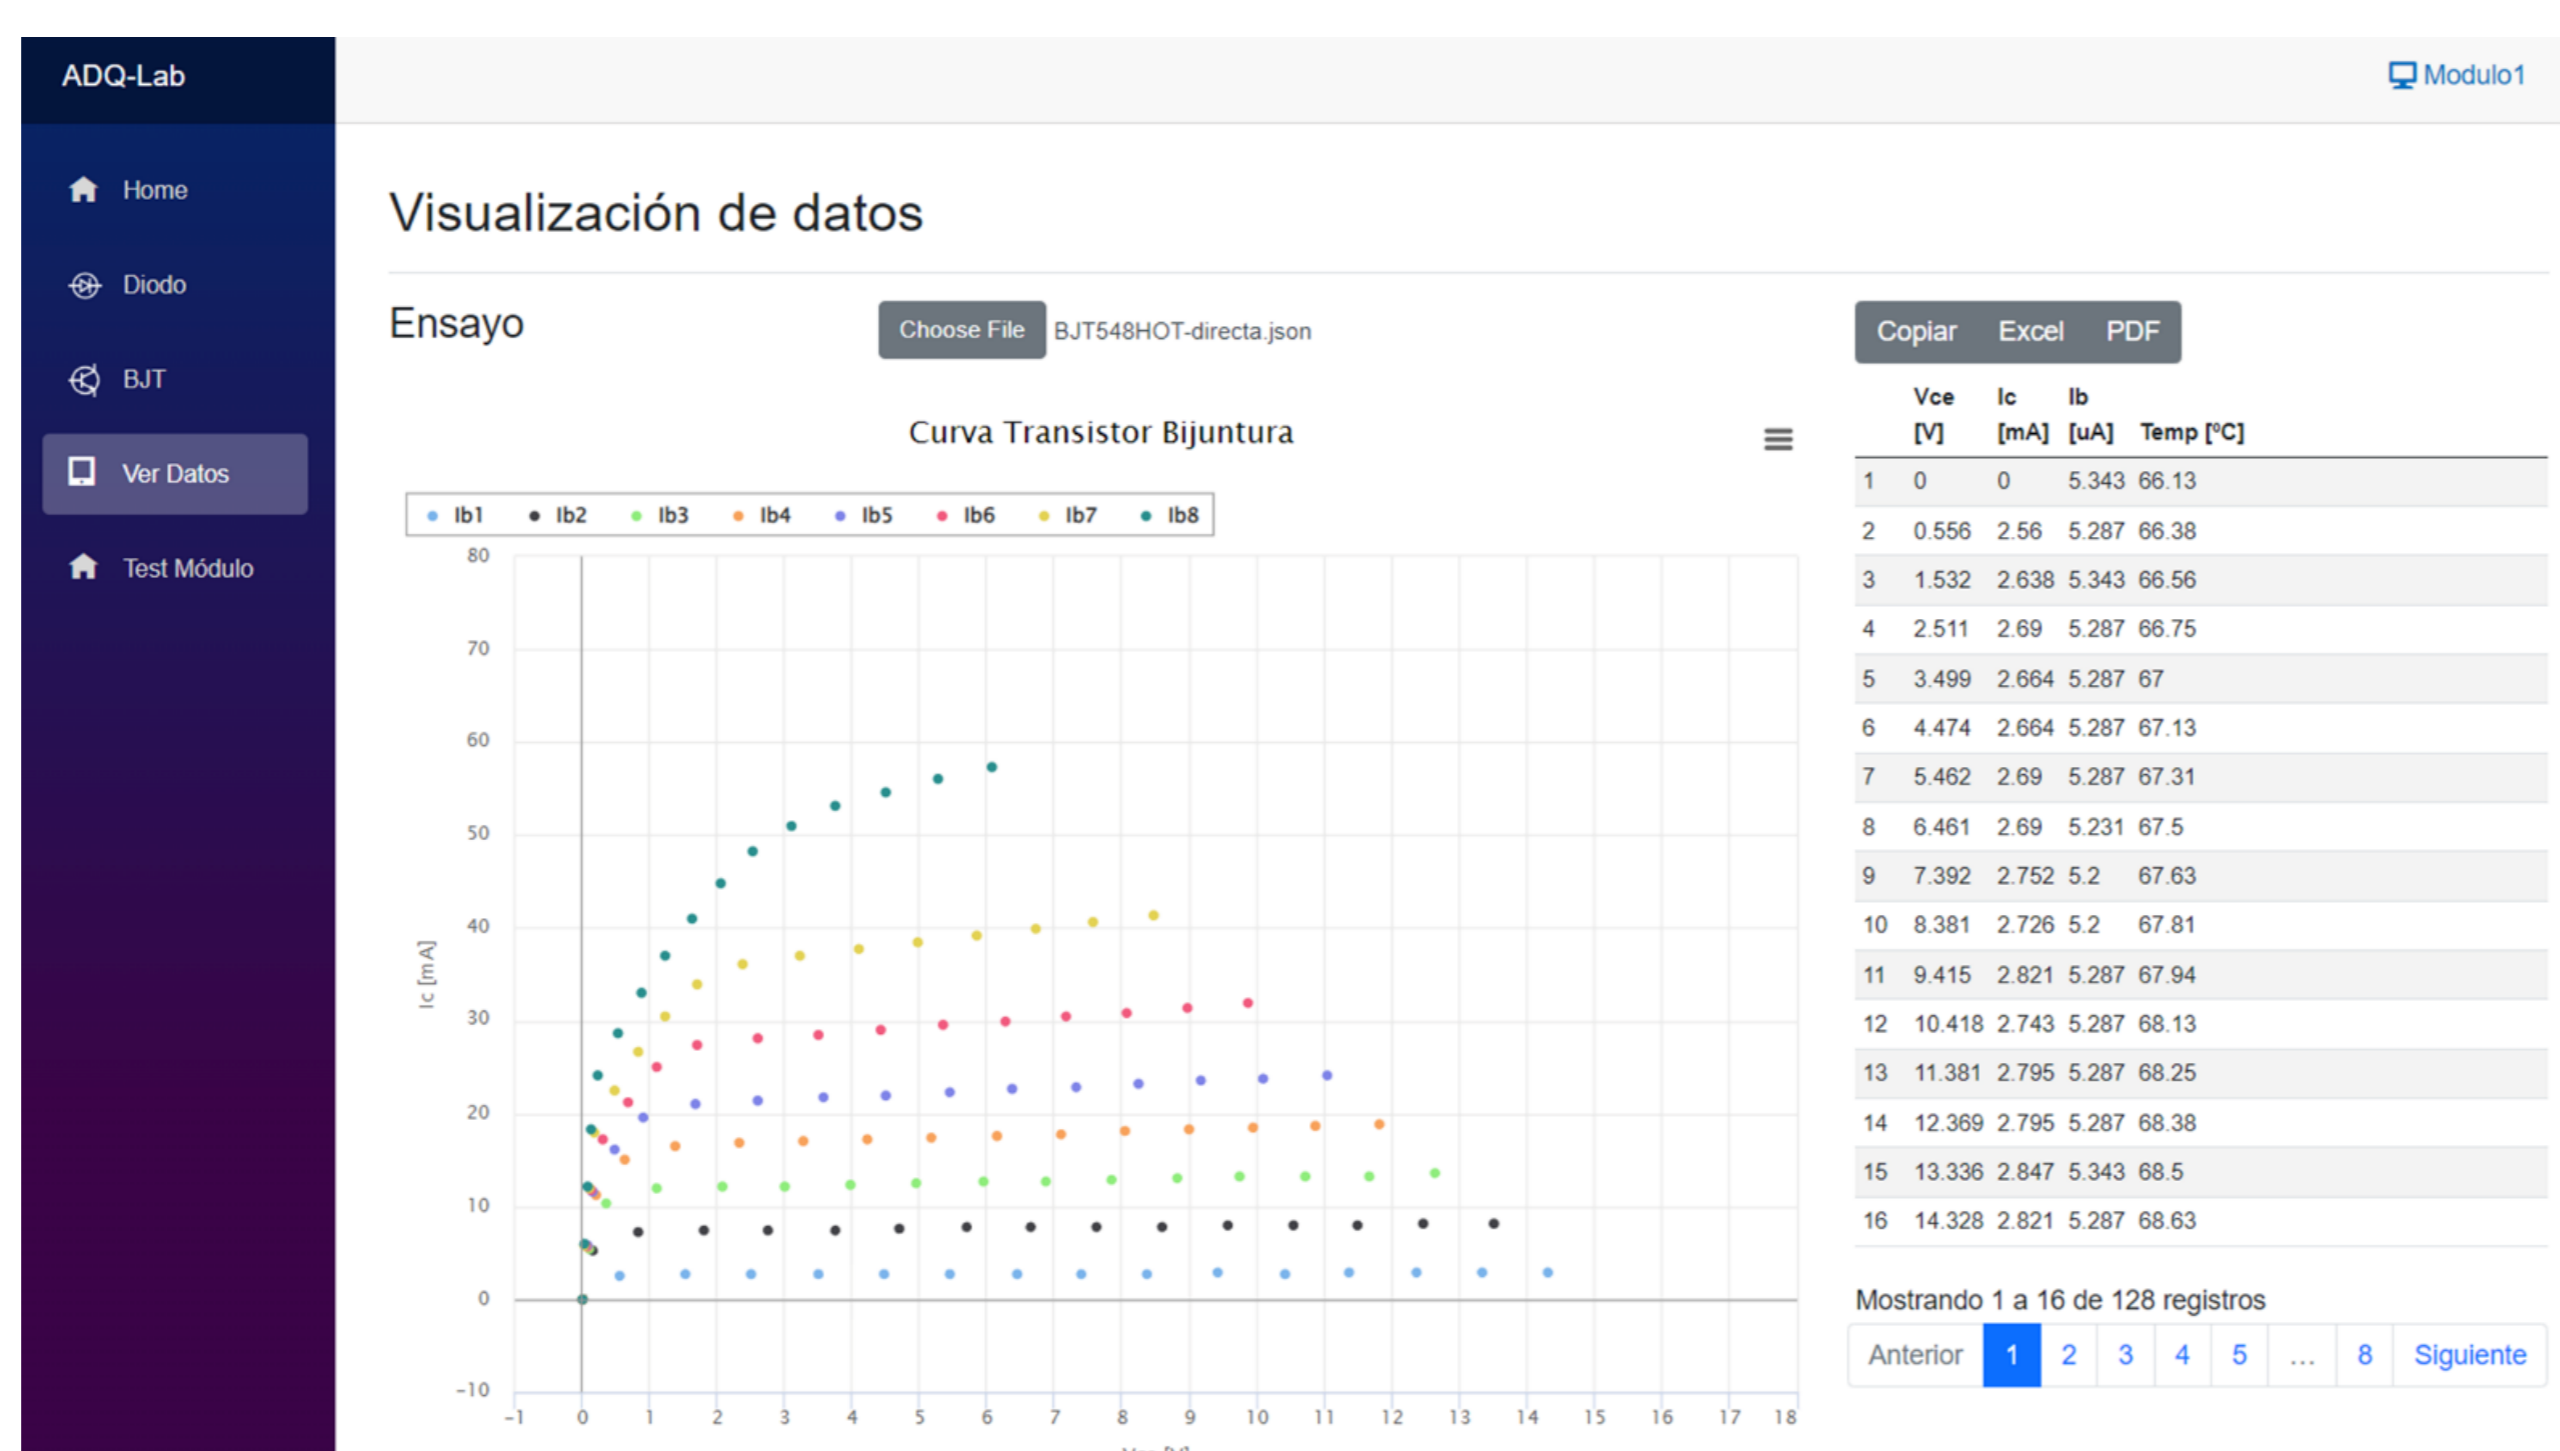 ADQ-Lab
Modulo1
Home
Diodo
BJT
Ver Datos
Test Módulo
Visualización de datos
Ensayo
Choose File BJT548HOT-directa.json
Curva Transistor Bijuntura
Ib1 Ib2 Ib3 Ib4 Ib5 Ib6 Ib7 Ib8
80
70
60
50
40
30
20
10
0
-10
Ic [mA]
-1 0 1 2 3 4 5 6 7 8 9 10 11 12 13 14 15 16 17 18
Copiar Excel PDF
Vce Ic Ib
[V] [mA] [uA] Temp [ºC]
1 0 0 5.343 66.13
2 0.556 2.56 5.287 66.38
3 1.532 2.638 5.343 66.56
4 2.511 2.69 5.287 66.75
5 3.499 2.664 5.287 67
6 4.474 2.664 5.287 67.13
7 5.462 2.69 5.287 67.31
8 6.461 2.69 5.231 67.5
9 7.392 2.752 5.2 67.63
10 8.381 2.726 5.2 67.81
11 9.415 2.821 5.287 67.94
12 10.418 2.743 5.287 68.13
13 11.381 2.795 5.287 68.25
14 12.369 2.795 5.287 68.38
15 13.336 2.847 5.343 68.5
16 14.328 2.821 5.287 68.63
Mostrando 1 a 16 de 128 registros
Anterior 1 2 3 4 5 ... 8 Siguiente